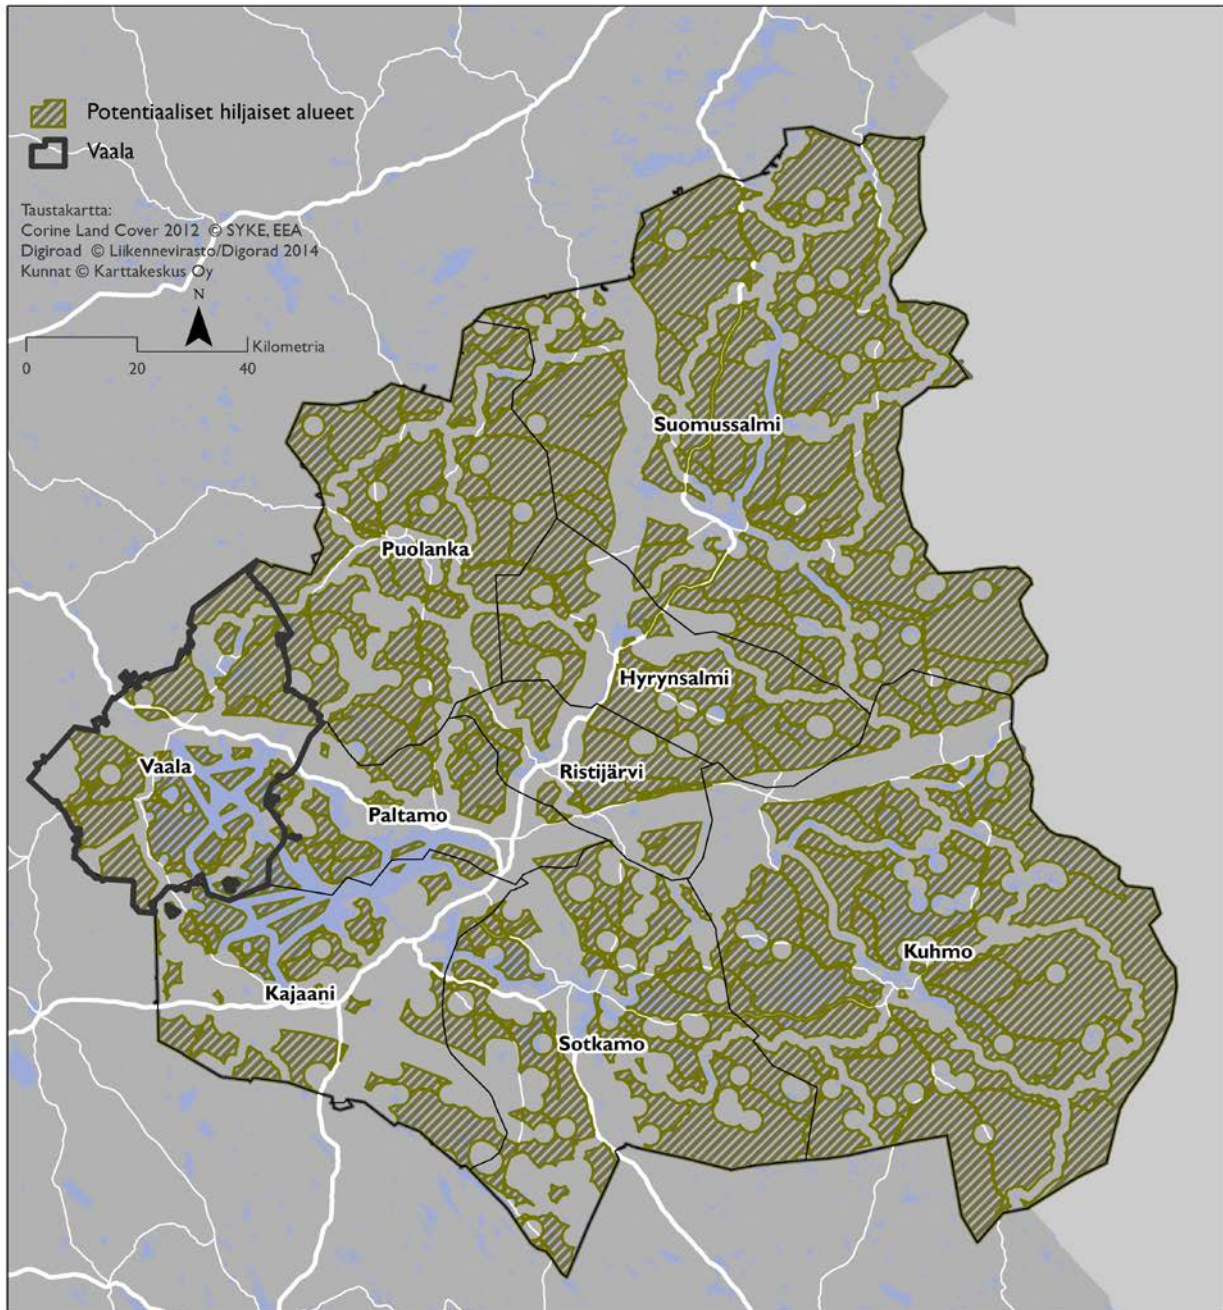 Potentiaaliset hiljaiset alueet
Vaala
Taustakartta:
Corine Land Cover 2012 © SYKE, EEA
Digiroad © Liikennevirasto/Digorad 2014
Kunnat © Karttakeskus Oy
N
Kilometria
0 20 40
Suomussalmi
Puolanka
Hyrynsalmi
Vaala
Ristijärvi
Paltamo
Kuhmo
Kajaani
Sotkamo